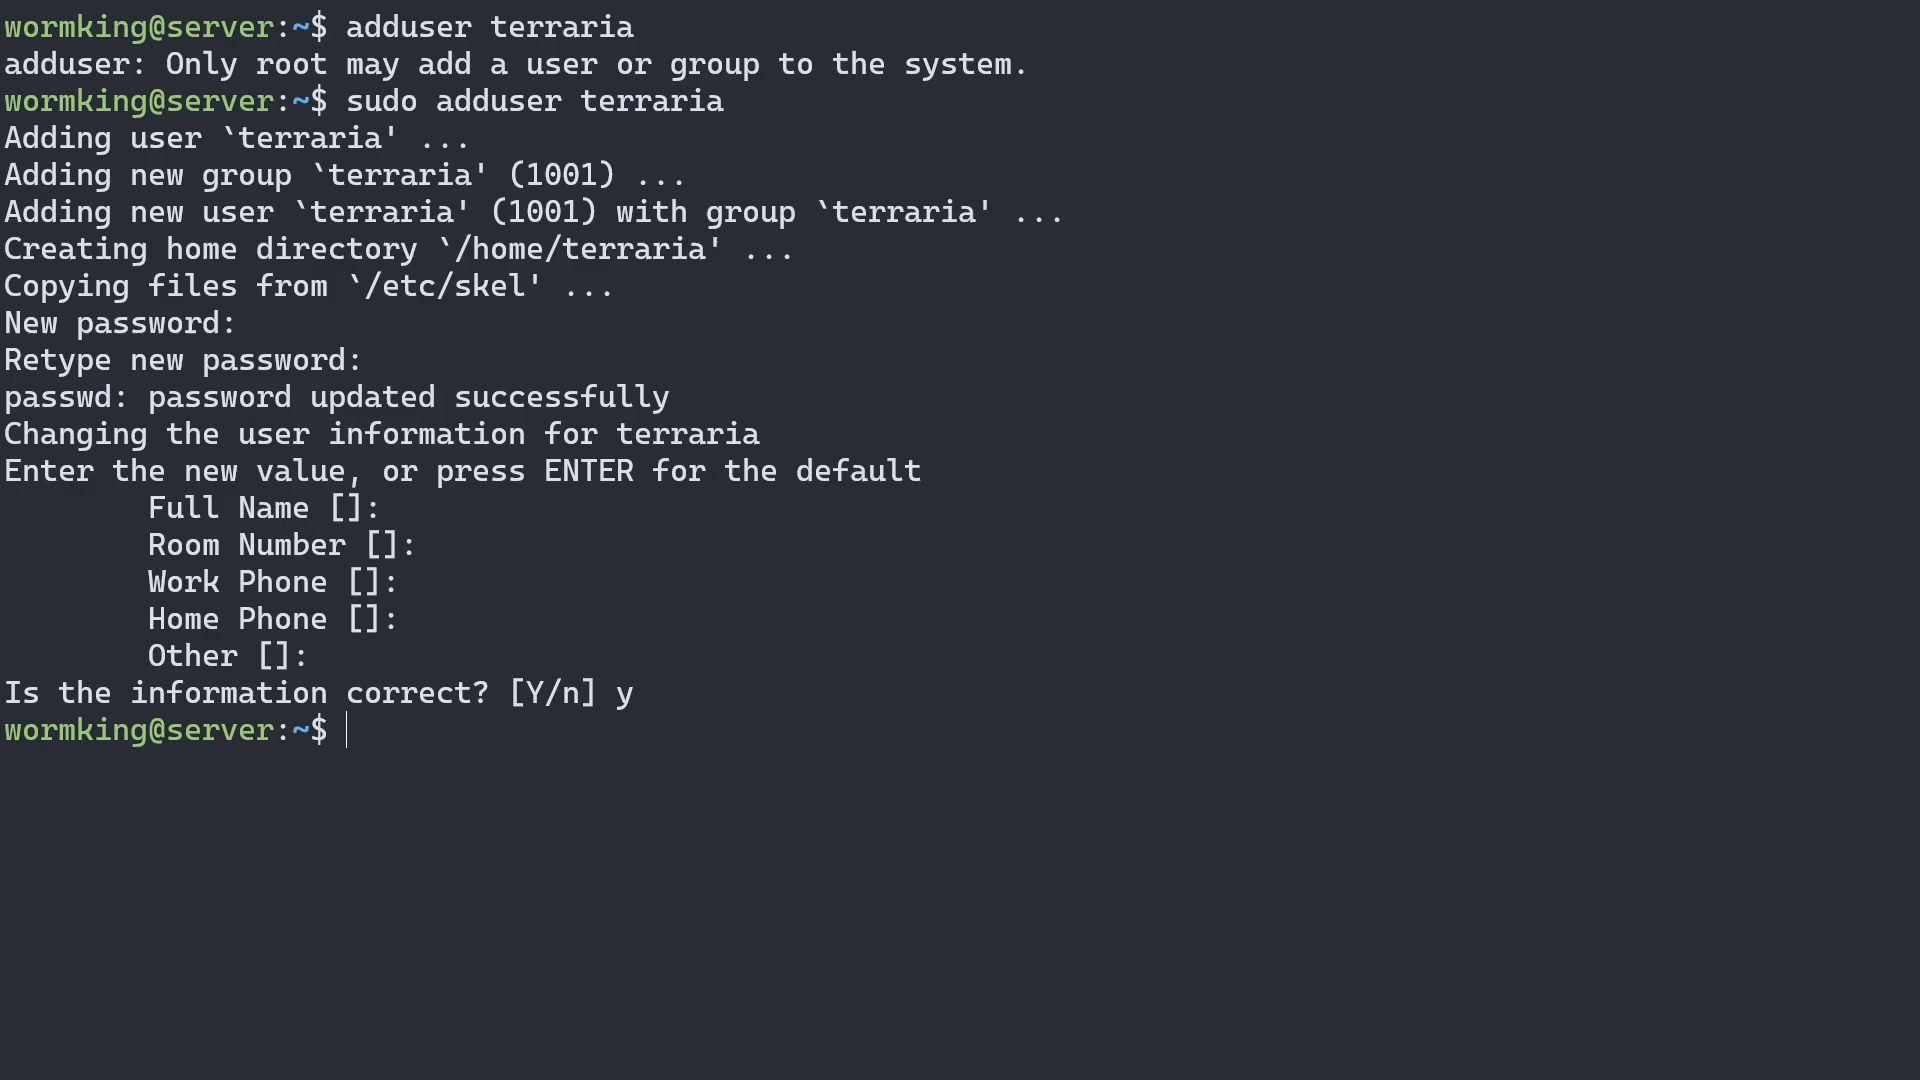 wormking@server:~$ adduser terraria
adduser: Only root may add a user or group to the system.
wormking@server:~$ sudo adduser terraria
Adding user `terraria' ...
Adding new group `terraria' (1001) ...
Adding new user `terraria' (1001) with group `terraria' ...
Creating home directory `/home/terraria' ...
Copying files from `/etc/skel' ...
New password:
Retype new password:
passwd: password updated successfully
Changing the user information for terraria
Enter the new value, or press ENTER for the default
        Full Name []:
        Room Number []:
        Work Phone []:
        Home Phone []:
        Other []:
Is the information correct? [Y/n] y
wormking@server:~$